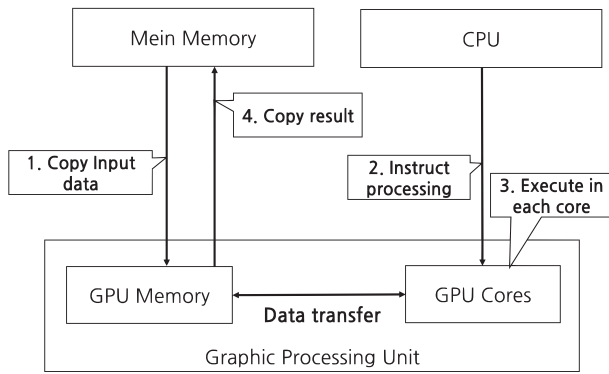 Mein Memory
CPU
4. Copy result
1. Copy Input
data
2. Instruct
processing
3. Execute in
each core
GPU Memory
GPU Cores
Data transfer
Graphic Processing Unit